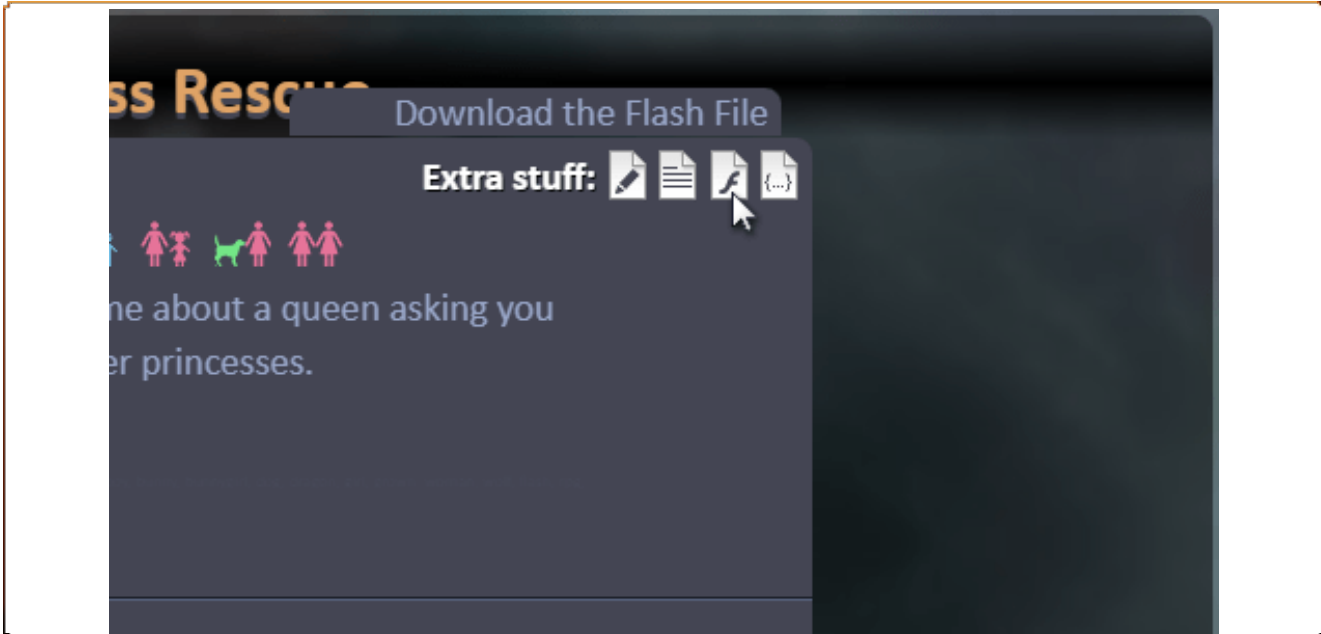 ss Rescue
Download the Flash File
Extra stuff:
{...}
ne about a queen asking you
er princesses.